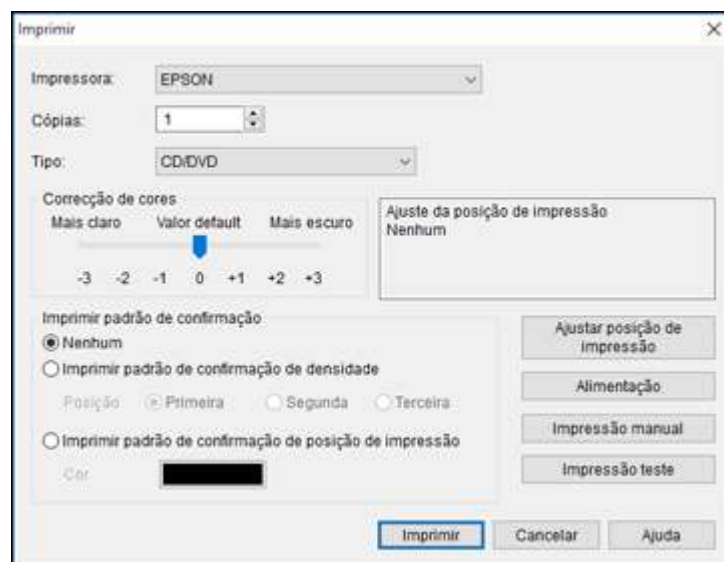 Imprimir
Impressora: EPSON
Cópias: 1
Tipo: CD/DVD
Correcção de cores
Mais claro Valor default Mais escuro
-3 -2 -1 0 +1 +2 +3
Ajuste da posição de impressão
Nenhum
Imprimir padrão de confirmação
Nenhum
Imprimir padrão de confirmação de densidade
Posição Primeira Segunda Terceira
Imprimir padrão de confirmação de posição de impressão
Cor
Ajustar posição de
impressão
Alimentação
Impressão manual
Impressão teste
Imprimir Cancelar Ajuda